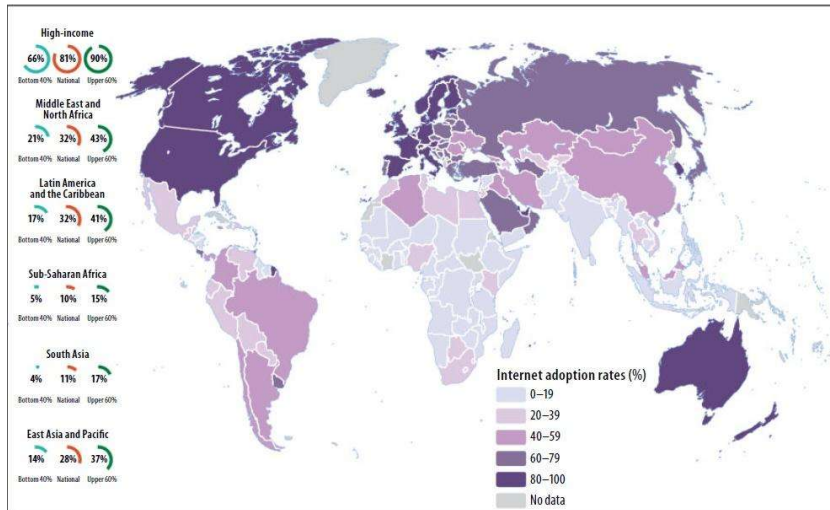 High-income
66% 81% 90%
Bottom 40% National Upper 60%
Middle East and
North Africa
21% 32% 43%
Bottom 40% National Upper 60%
Latin America
and the Caribbean
17% 32% 41%
Bottom 40% National Upper 60%
Sub-Saharan Africa
5% 10% 15%
Bottom 40% National Upper 60%
South Asia
4% 11% 17%
Bottom 40% National Upper 60%
East Asia and Pacific
14% 28% 37%
Bottom 40% National Upper 60%
Internet adoption rates (%)
0–19
20–39
40–59
60–79
80–100
No data